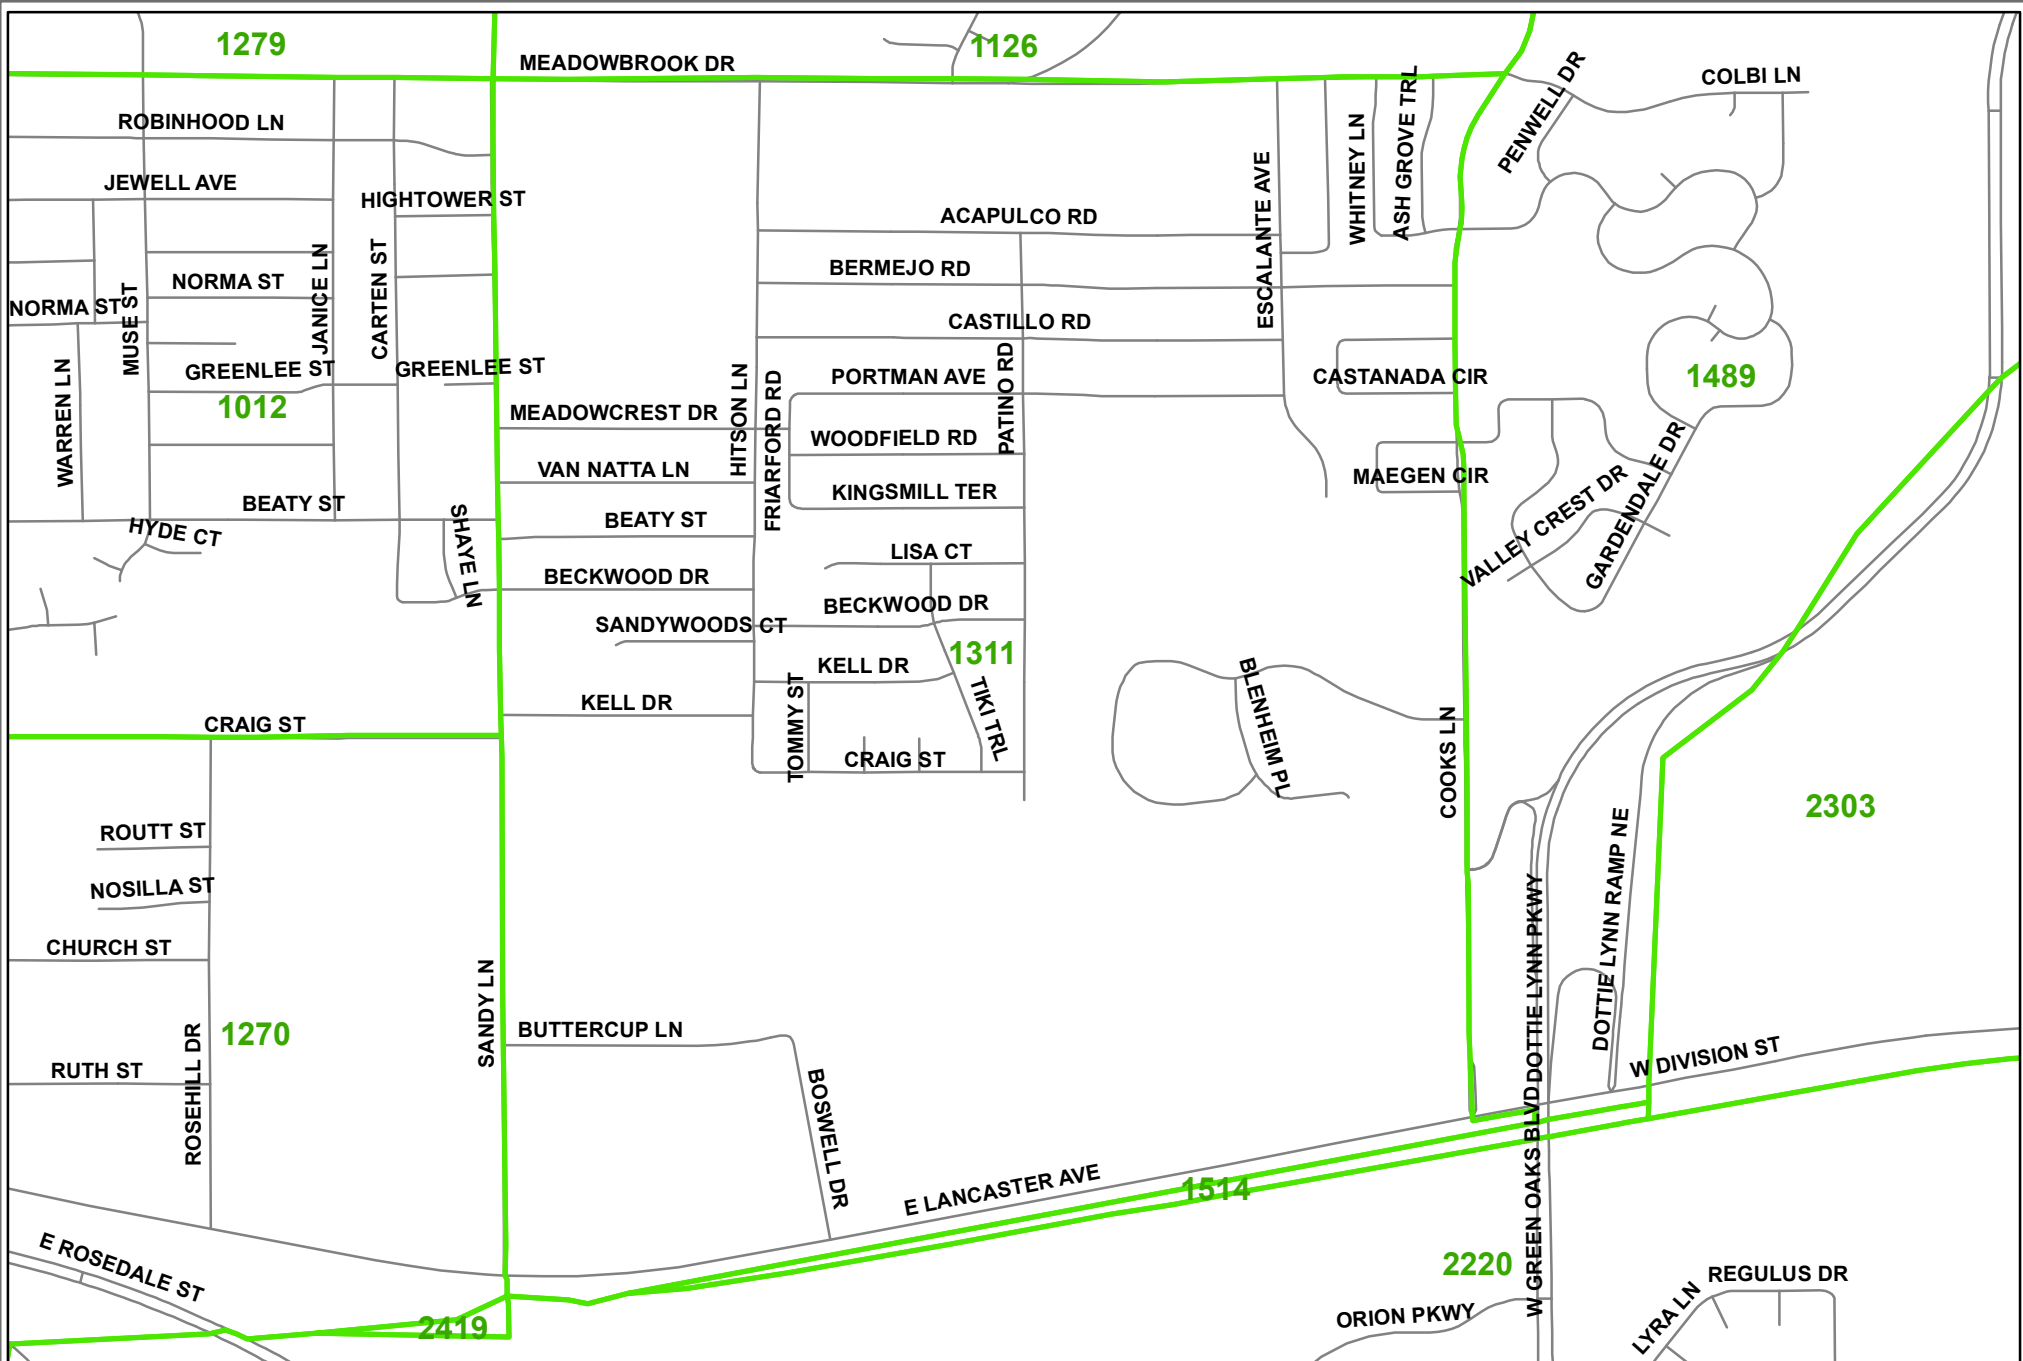 1279
1126
MEADOWBROOK DR
COLBI LN
PENWELL DR
ROBINHOOD LN
WHITNEY LN
ASH GROVE TRL
JEWELL AVE
HIGHTOWER ST
ACAPULCO RD
ESCALANTE AVE
NORMA ST
JANICE LN
CARTEN ST
BERMEJO RD
NORMA ST
MUSE ST
CASTILLO RD
WARREN LN
GREENLEE ST
GREENLEE ST
1012
HITSON LN
FRIARFORD RD
PORTMAN AVE
PATINO RD
CASTANADA CIR
1489
MEADOWCREST DR
WOODFIELD RD
VAN NATTA LN
KINGSMILL TER
MAEGEN CIR
VALLEY CREST DR
GARDENDALE DR
BEATY ST
HYDE CT
SHAYE LN
BEATY ST
LISA CT
BECKWOOD DR
BECKWOOD DR
SANDYWOODS CT
1311
KELL DR
KELL DR
TOMMY ST
TIKI TRL
BLENHEIM PL
CRAIG ST
CRAIG ST
COOKS LN
2303
ROUTT ST
NOSILLA ST
CHURCH ST
SANDY LN
DOTTIE LYNN PKWY
DOTTIE LYNN RAMP NE
1270
ROSEHILL DR
RUTH ST
BUTTERCUP LN
BOSWELL DR
W DIVISION ST
E LANCASTER AVE
1514
W GREEN OAKS BLVD
2220
E ROSEDALE ST
2419
ORION PKWY
LYRA LN
REGULUS DR